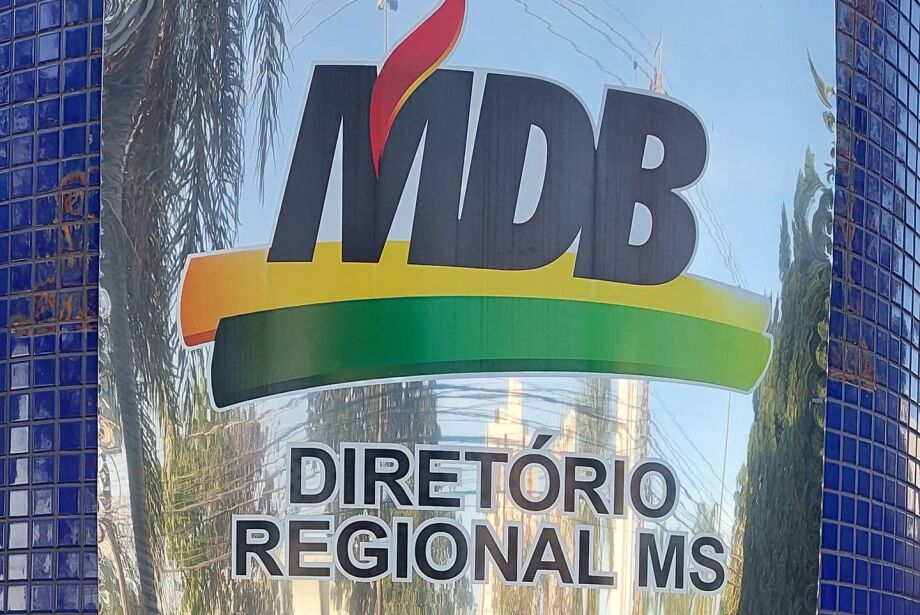 MDB
DIRETÓRIO
REGIONAL MS